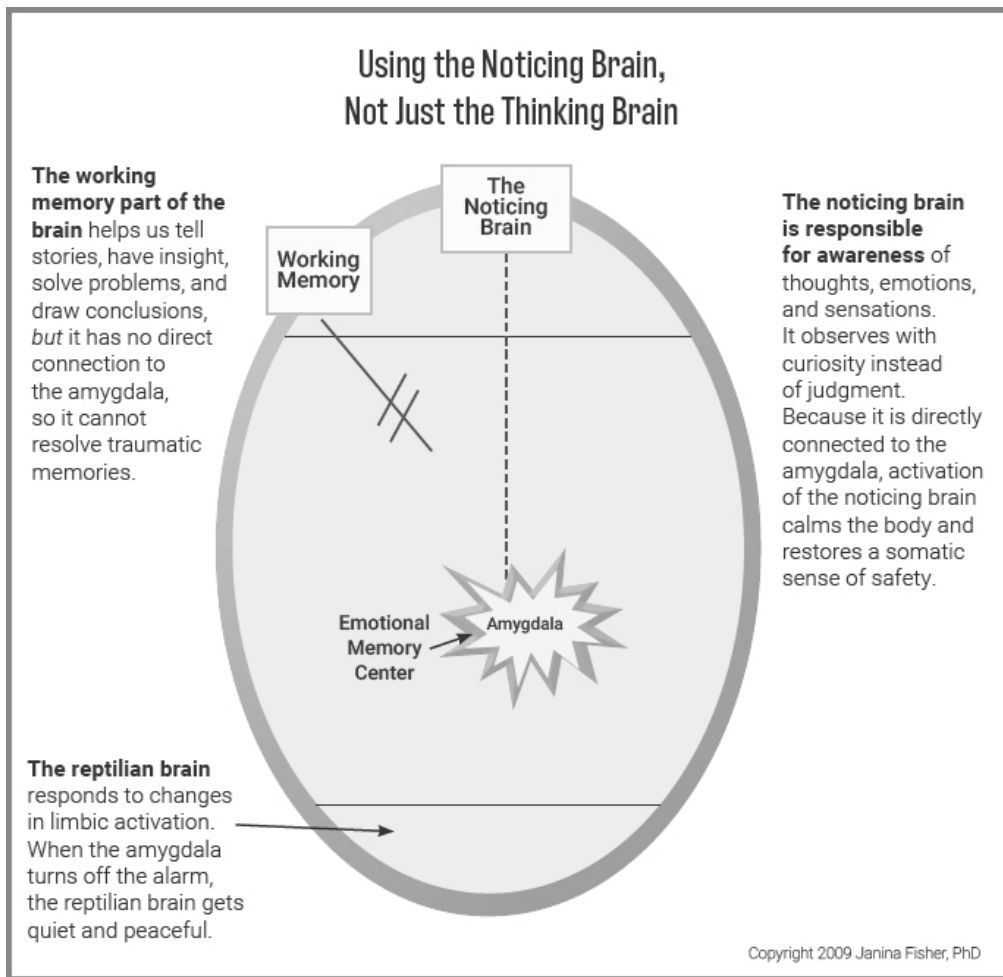 Using the Noticing Brain,
Not Just the Thinking Brain
The working
memory part of the
brain helps us tell
stories, have insight,
solve problems, and
draw conclusions,
but it has no direct
connection to
the amygdala,
so it cannot
resolve traumatic
memories.
Working
Memory
The
Noticing
Brain
The noticing brain
is responsible
for awareness of
thoughts, emotions,
and sensations.
It observes with
curiosity instead
of judgment.
Because it is directly
connected to the
amygdala, activation
of the noticing brain
calms the body and
restores a somatic
sense of safety.
Emotional
Memory
Center
Amygdala
The reptilian brain
responds to changes
in limbic activation.
When the amygdala
turns off the alarm,
the reptilian brain gets
quiet and peaceful.
Copyright 2009 Janina Fisher, PhD